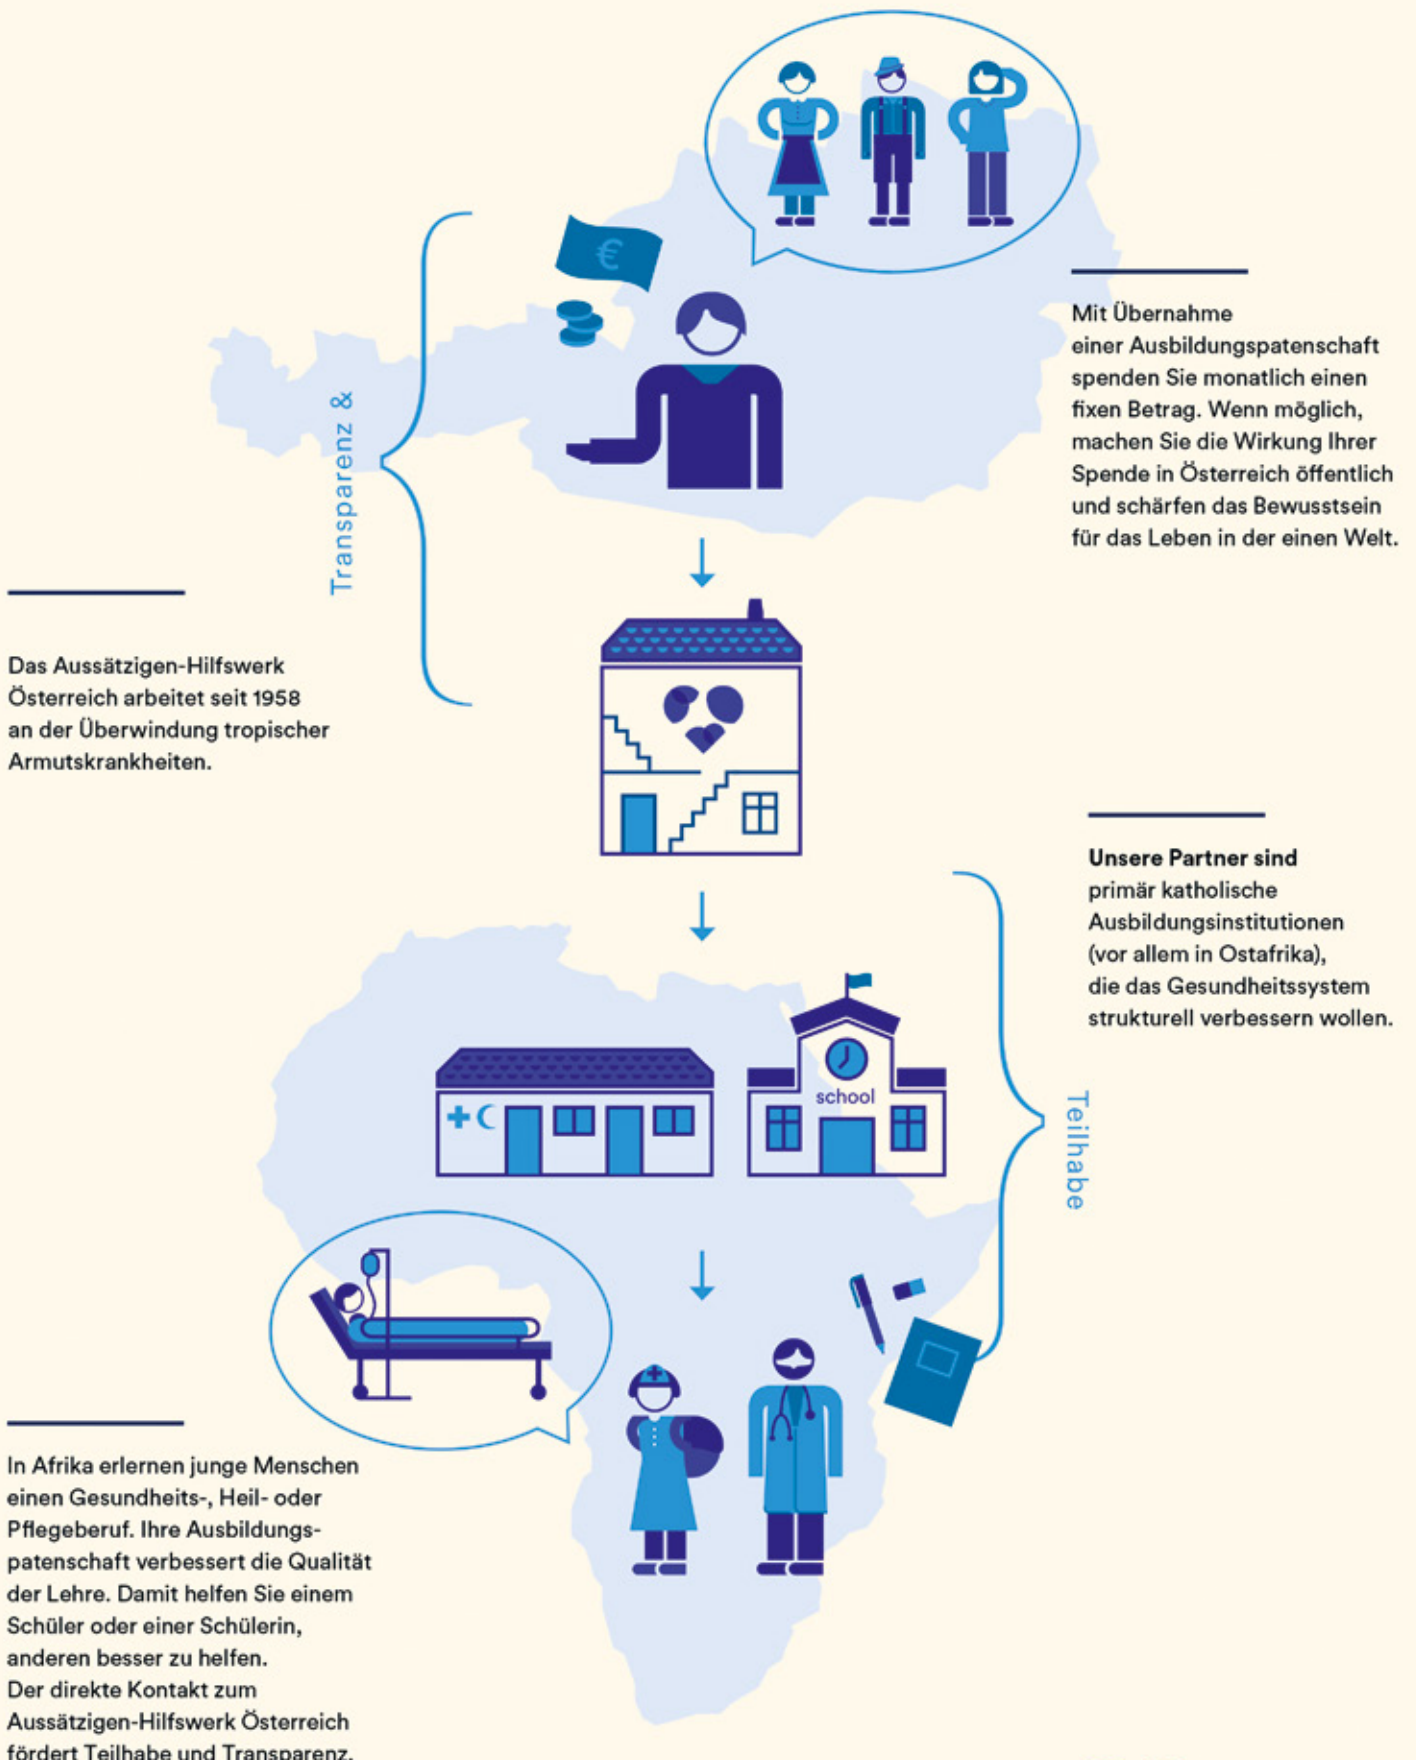 €
Mit Übernahme
einer Ausbildungspatenschaft
spenden Sie monatlich einen
fixen Betrag. Wenn möglich,
machen Sie die Wirkung Ihrer
Spende in Österreich öffentlich
und schärfen das Bewusstsein
für das Leben in der einen Welt.
Transparenz &
Das Aussätzigen-Hilfswerk
Österreich arbeitet seit 1958
an der Überwindung tropischer
Armutskrankheiten.
Unsere Partner sind
primär katholische
Ausbildungsinstitutionen
(vor allem in Ostafrika),
die das Gesundheitssystem
strukturell verbessern wollen.
school
Teilhabe
In Afrika erlernen junge Menschen
einen Gesundheits-, Heil- oder
Pflegeberuf. Ihre Ausbildungs-
patenschaft verbessert die Qualität
der Lehre. Damit helfen Sie einem
Schüler oder einer Schülerin,
anderen besser zu helfen.
Der direkte Kontakt zum
Aussätzigen-Hilfswerk Österreich
fördert Teilhabe und Transparenz.